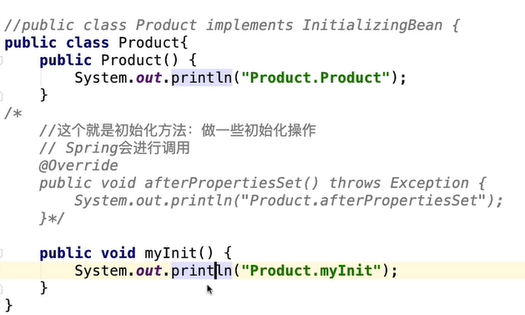 //public class Product implements InitializingBean {
public class Product{
    public Product() {
        System.out.println("Product.Product");
    }
/*
    //这个就是初始化方法：做一些初始化操作
    // Spring会进行调用
    @Override
    public void afterPropertiesSet() throws Exception {
        System.out.println("Product.afterPropertiesSet");
    }*/
    public void myInit() {
        System.out.println("Product.myInit");
    }
}